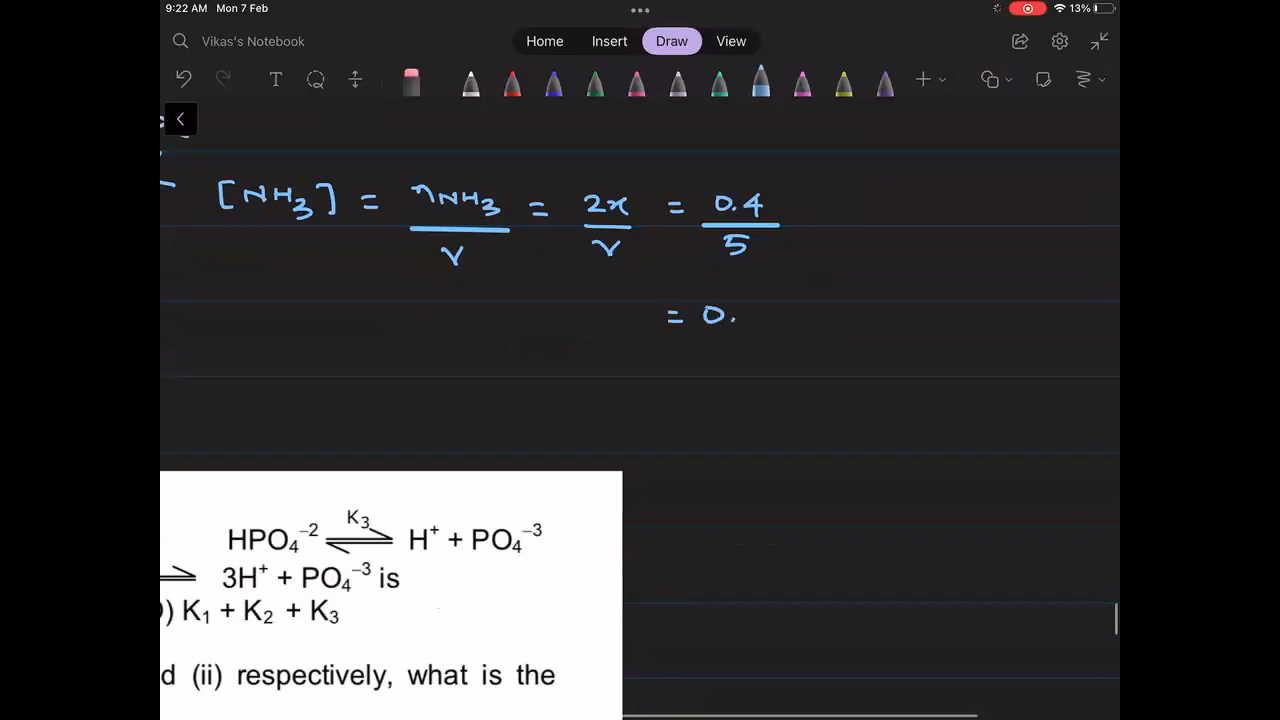 9:22 AM Mon 7 Feb
13%
Vikas's Notebook
Home Insert Draw View
[NH₃] = nNH₃/V = 2x/V = 0.4/5
= 0.
HPO₄⁻² ⇌ K₃ H⁺ + PO₄⁻³
⇌ 3H⁺ + PO₄⁻³ is
) K₁ + K₂ + K₃
d (ii) respectively, what is the